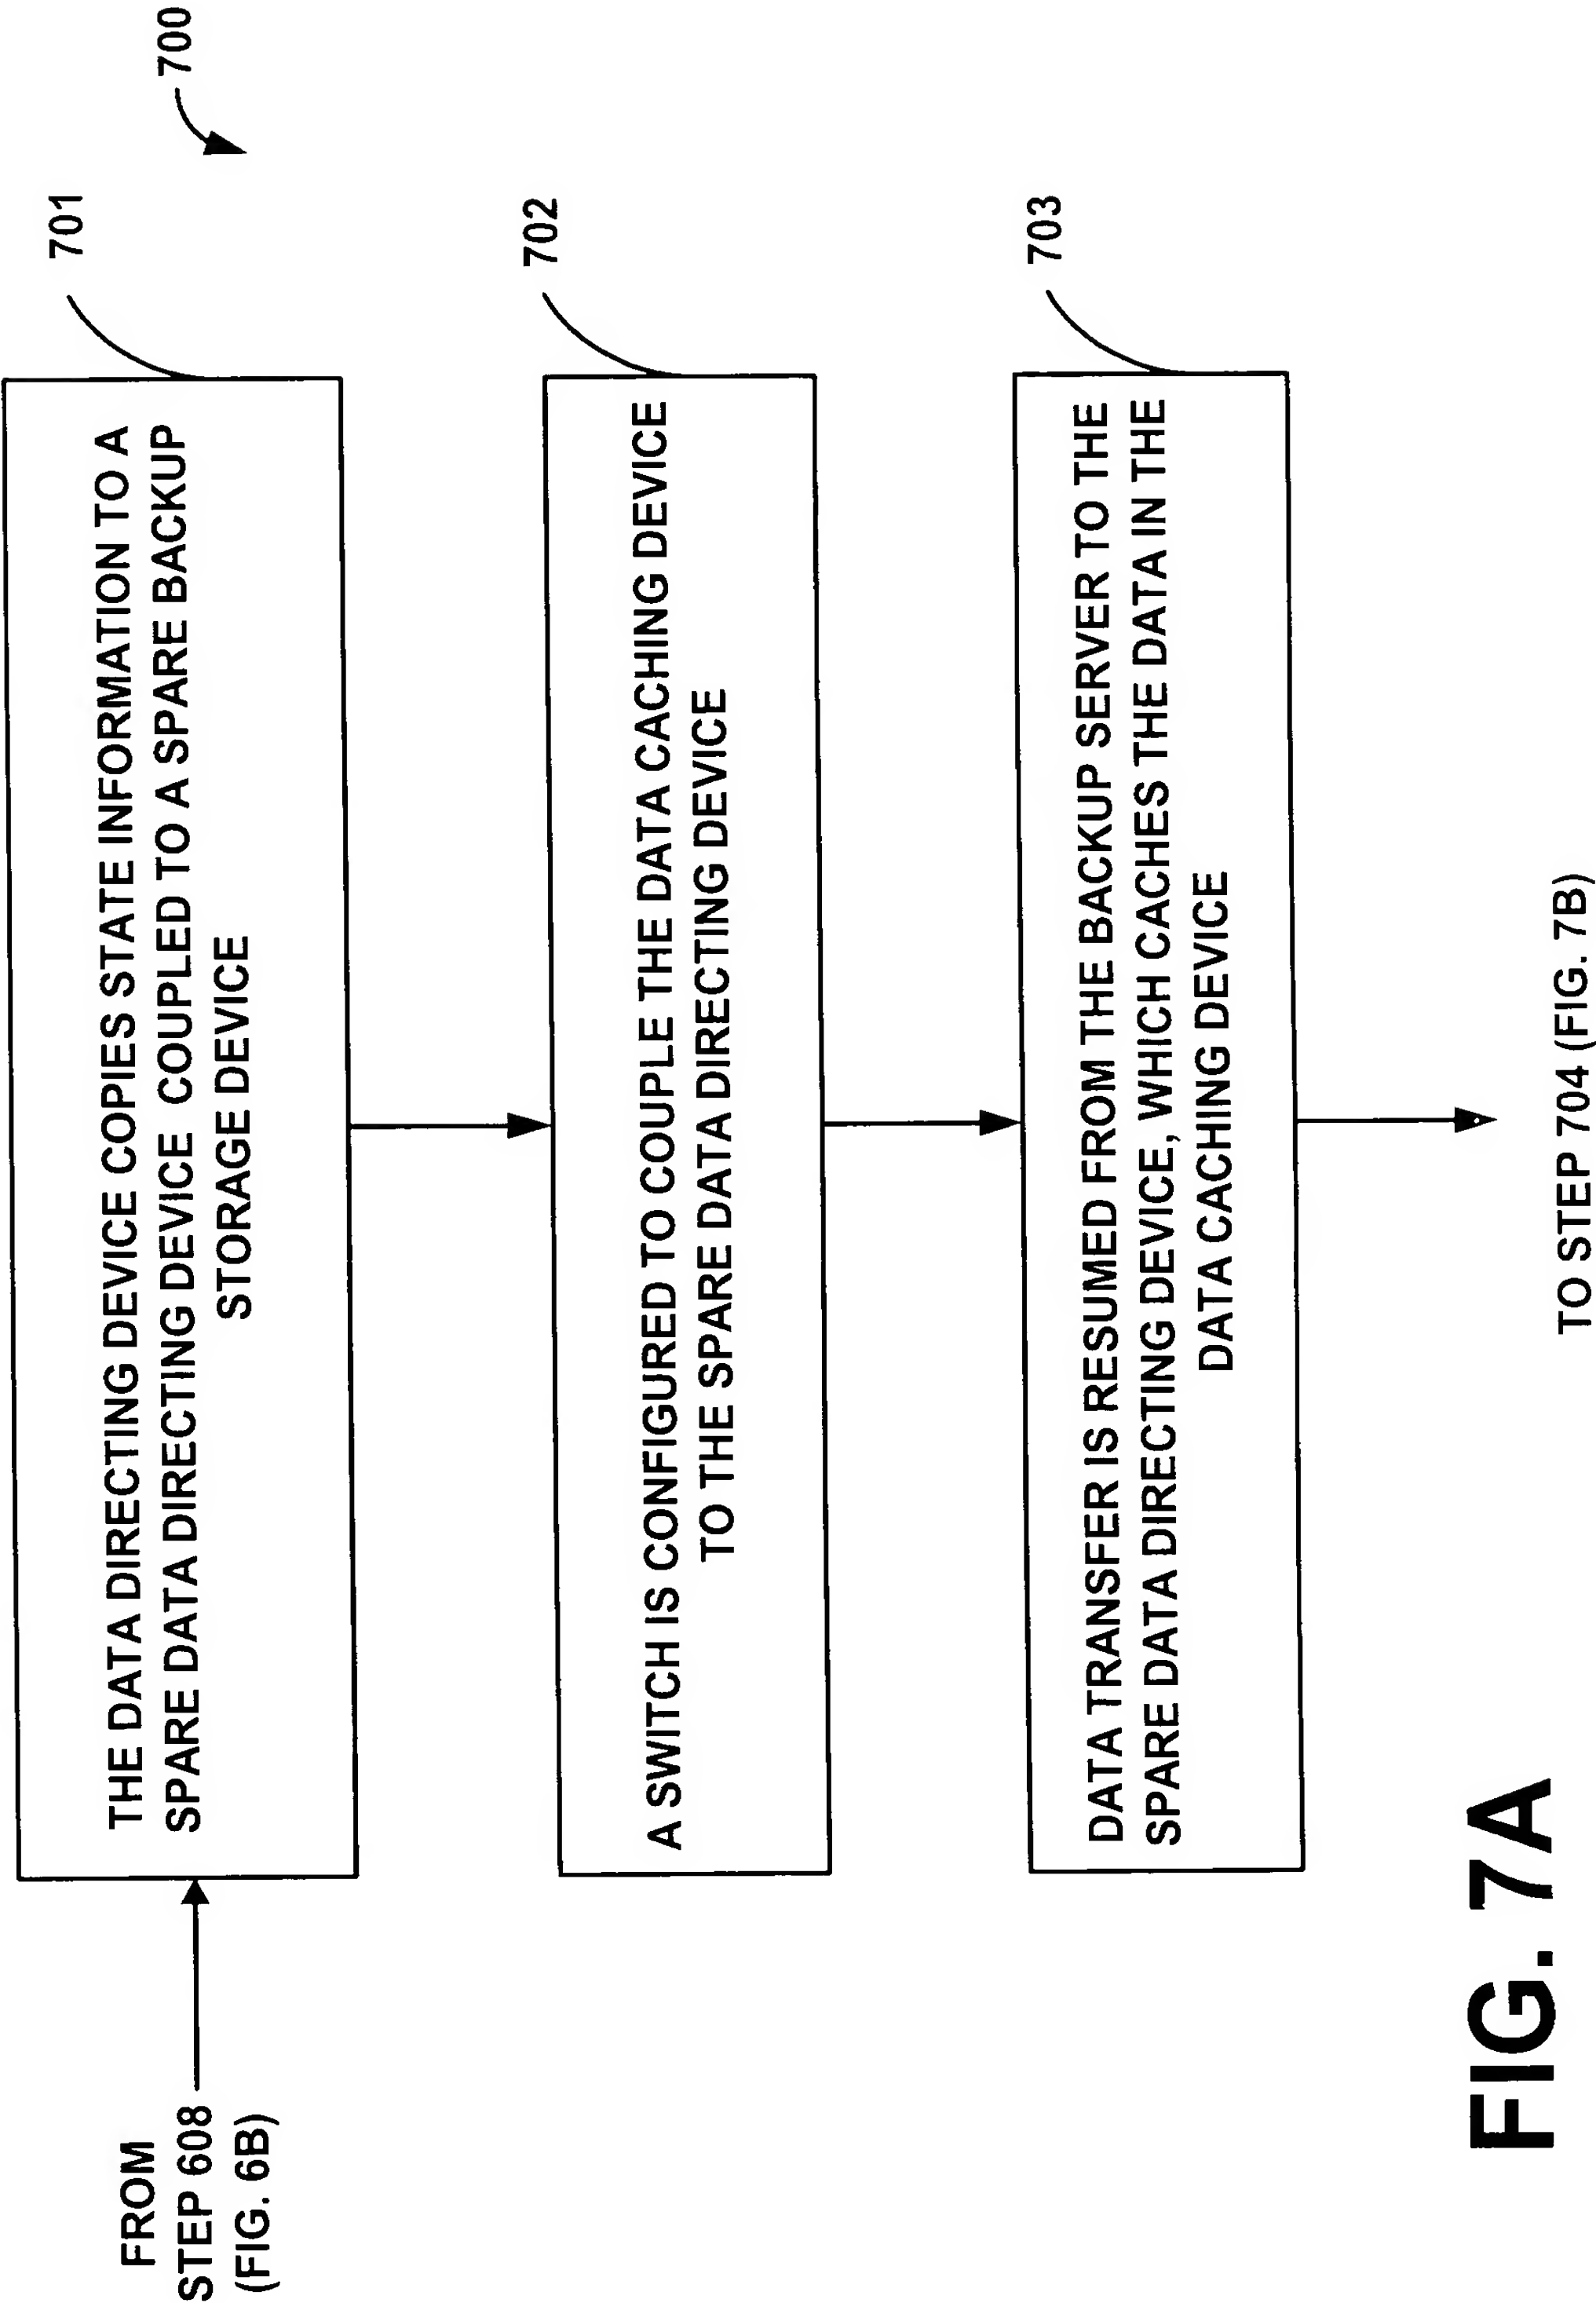 700
701
THE DATA DIRECTING DEVICE COPIES STATE INFORMATION TO A
SPARE DATA DIRECTING DEVICE COUPLED TO A SPARE BACKUP
STORAGE DEVICE
FROM
STEP 608
(FIG. 6B)
702
A SWITCH IS CONFIGURED TO COUPLE THE DATA CACHING DEVICE
TO THE SPARE DATA DIRECTING DEVICE
703
DATA TRANSFER IS RESUMED FROM THE BACKUP SERVER TO THE
SPARE DATA DIRECTING DEVICE, WHICH CACHES THE DATA IN THE
DATA CACHING DEVICE
TO STEP 704 (FIG. 7B)
FIG. 7A